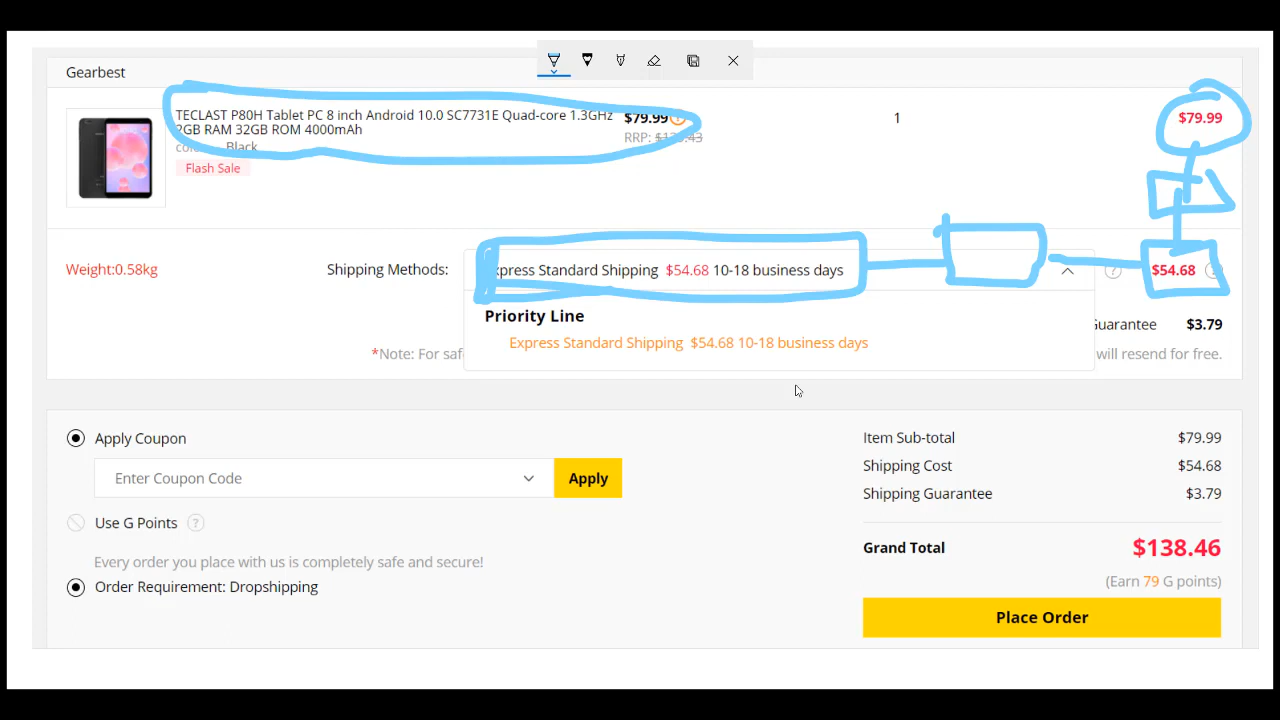 Gearbest
TECLAST P80H Tablet PC 8 inch Android 10.0 SC7731E Quad-core 1.3GHz
2GB RAM 32GB ROM 4000mAh
Black
Flash Sale
$79.99
RRP:
1
$79.99
Weight:0.58kg
Shipping Methods:
Express Standard Shipping $54.68 10-18 business days
?
$54.68
Priority Line
Express Standard Shipping $54.68 10-18 business days
Guarantee $3.79
*Note: For saf
will resend for free.
Apply Coupon
Enter Coupon Code
Apply
Use G Points ?
Every order you place with us is completely safe and secure!
Order Requirement: Dropshipping
Item Sub-total $79.99
Shipping Cost $54.68
Shipping Guarantee $3.79
Grand Total $138.46
(Earn 79 G points)
Place Order